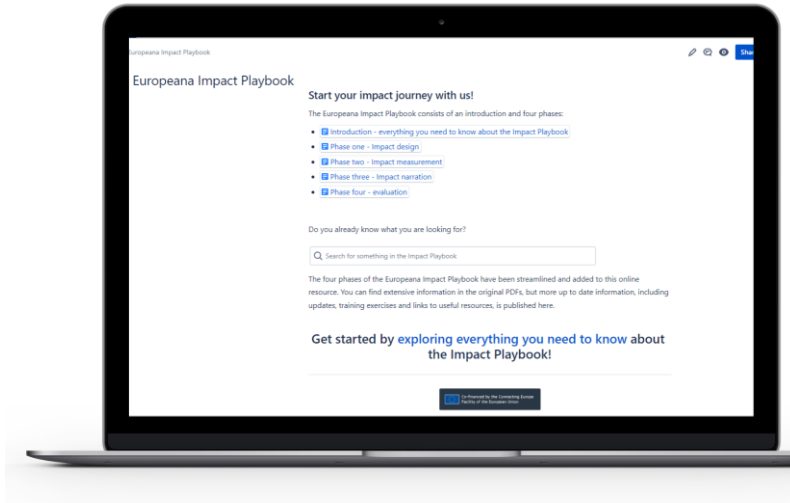 Europeana Impact Playbook
Europeana Impact Playbook
Start your impact journey with us!
The Europeana Impact Playbook consists of an introduction and four phases:
Introduction - everything you need to know about the Impact Playbook
Phase one - Impact design
Phase two - Impact measurement
Phase three - Impact narration
Phase four - evaluation
Do you already know what you are looking for?
Search for something in the Impact Playbook
The four phases of the Europeana Impact Playbook have been streamlined and added to this online
resource. You can find extensive information in the original PDFs, but more up to date information, including
updates, training exercises and links to useful resources, is published here.
Get started by exploring everything you need to know about
the Impact Playbook!
Co-financed by the Connecting Europe
Facility of the European Union